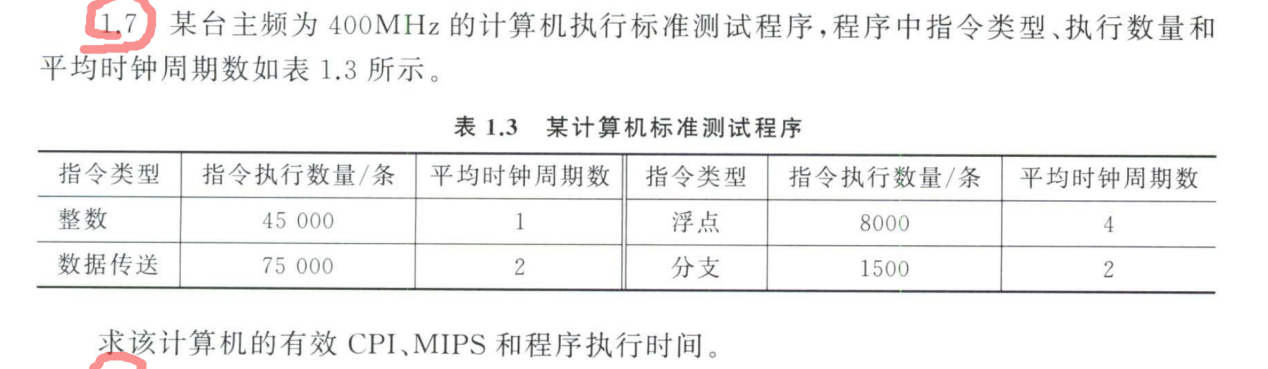 1.7 某台主频为 400MHz 的计算机执行标准测试程序,程序中指令类型、执行数量和
平均时钟周期数如表 1.3 所示。
表 1.3 某计算机标准测试程序
指令类型 指令执行数量/条 平均时钟周期数 指令类型 指令执行数量/条 平均时钟周期数
整数 45 000 1 浮点 8000 4
数据传送 75 000 2 分支 1500 2
求该计算机的有效 CPI、MIPS 和程序执行时间。